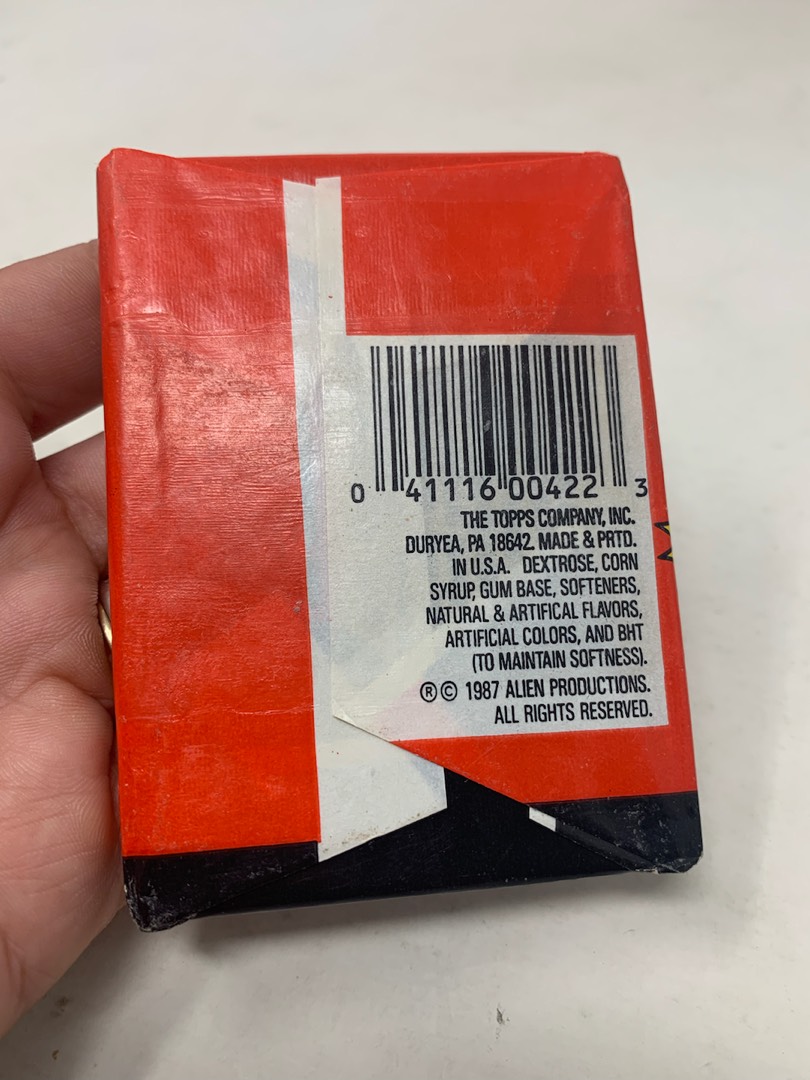 0 41116 00422 3
THE TOPPS COMPANY, INC.
DURYEA, PA 18642. MADE & PRTD.
IN U.S.A. DEXTROSE, CORN
SYRUP, GUM BASE, SOFTENERS,
NATURAL & ARTIFICAL FLAVORS,
ARTIFICIAL COLORS, AND BHT
(TO MAINTAIN SOFTNESS).
®© 1987 ALIEN PRODUCTIONS.
ALL RIGHTS RESERVED.